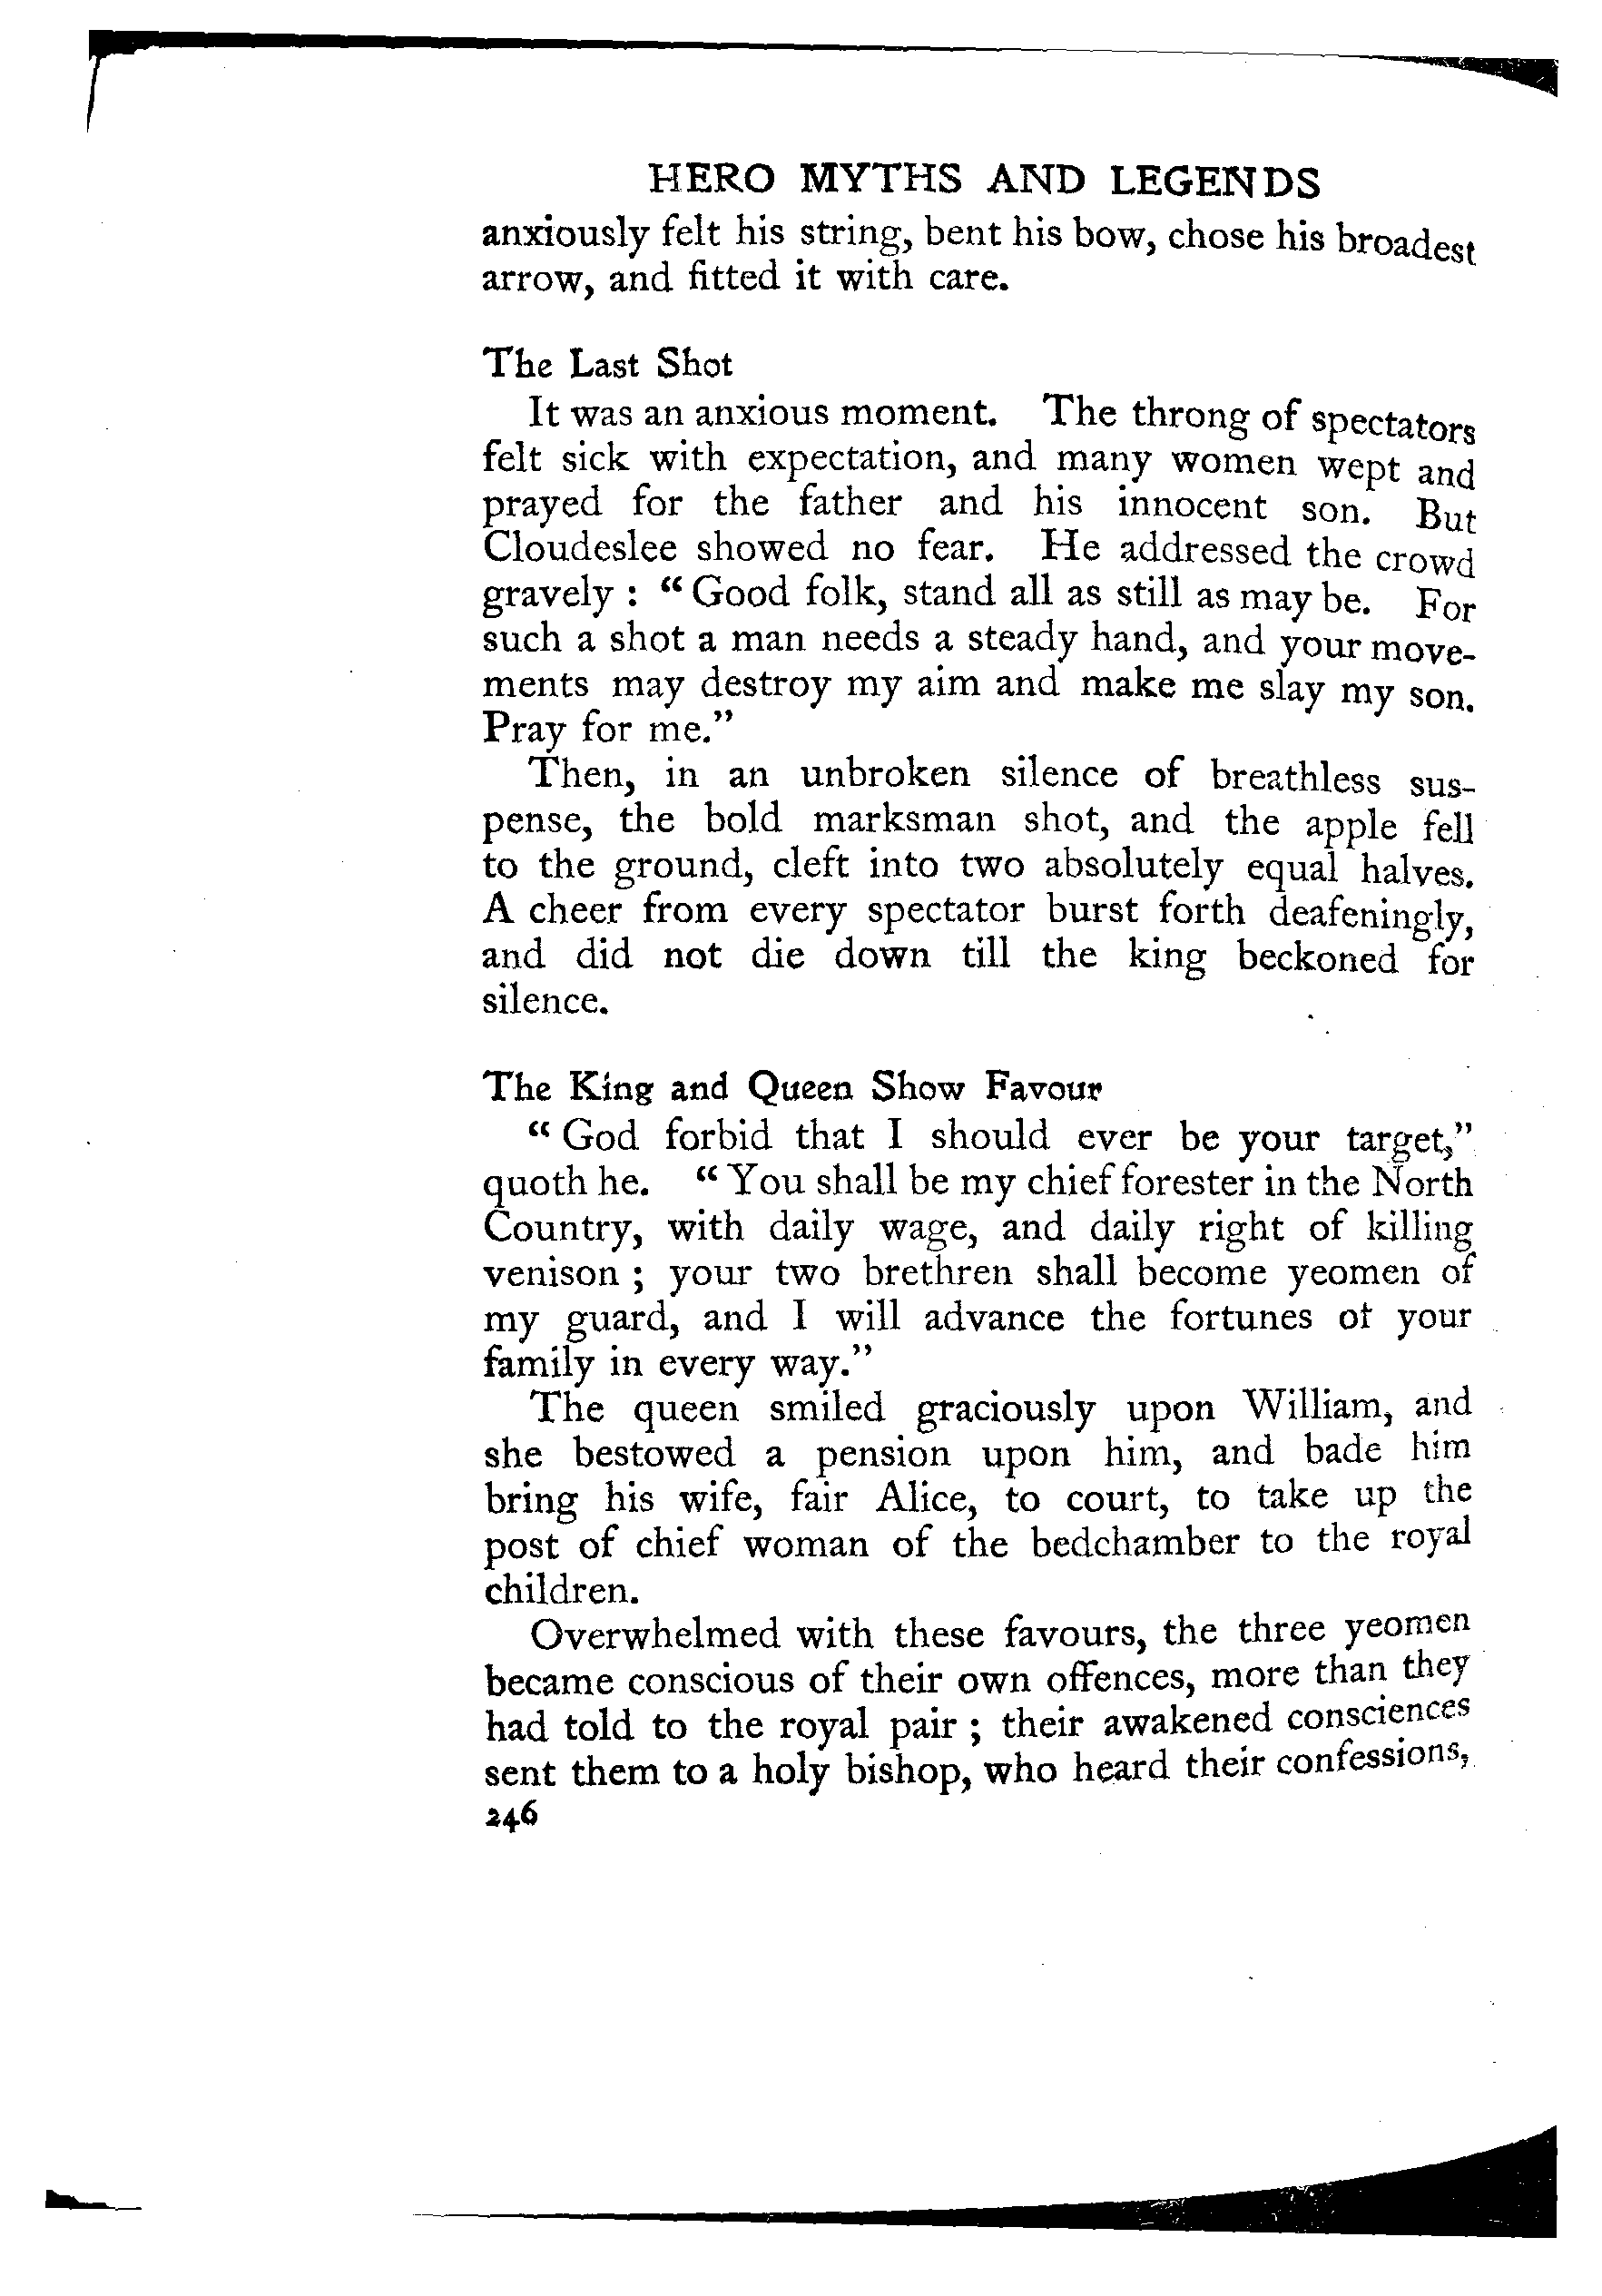 HERO MYTHS AND LEGENDS
anxiously felt his string, bent his bow, chose his broadest
arrow, and fitted it with care.
The Last Shot
It was an anxious moment. The throng of spectators
felt sick with expectation, and many women wept and
prayed for the father and his innocent son. But
Cloudeslee showed no fear. He addressed the crowd
gravely : “ Good folk, stand all as still as may be. For
such a shot a man needs a steady hand, and your move-
ments may destroy my aim and make me slay my son.
Pray for me.”
Then, in an unbroken silence of breathless sus-
pense, the bold marksman shot, and the apple fell
to the ground, cleft into two absolutely equal halves.
A cheer from every spectator burst forth deafeningly,
and did not die down till the king beckoned for
silence.
The King and Queen Show Favour
“ God forbid that I should ever be your target,”
quoth he. “ You shall be my chief forester in the North
Country, with daily wage, and daily right of killing
venison ; your two brethren shall become yeomen of
my guard, and I will advance the fortunes of your
family in every way.”
The queen smiled graciously upon William, and
she bestowed a pension upon him, and bade him
bring his wife, fair Alice, to court, to take up the
post of chief woman of the bedchamber to the royal
children.
Overwhelmed with these favours, the three yeomen
became conscious of their own offences, more than they
had told to the royal pair ; their awakened consciences
sent them to a holy bishop, who heard their confessions,
246